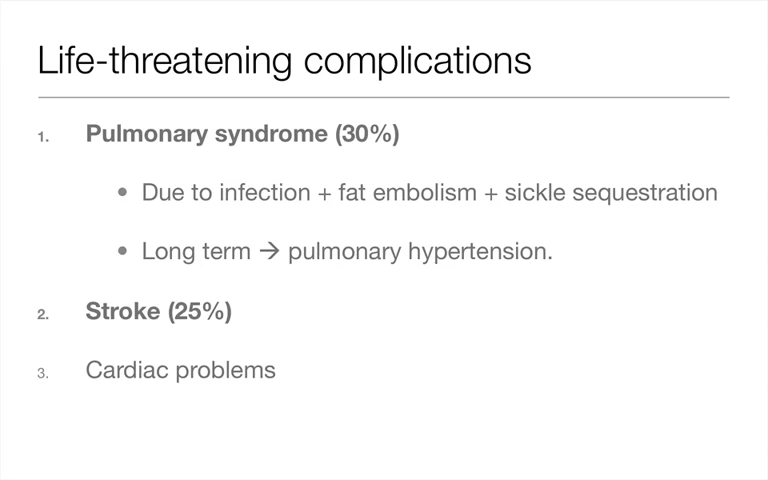 Life-threatening complications
1. Pulmonary syndrome (30%)
• Due to infection + fat embolism + sickle sequestration
• Long term → pulmonary hypertension.
2. Stroke (25%)
3. Cardiac problems